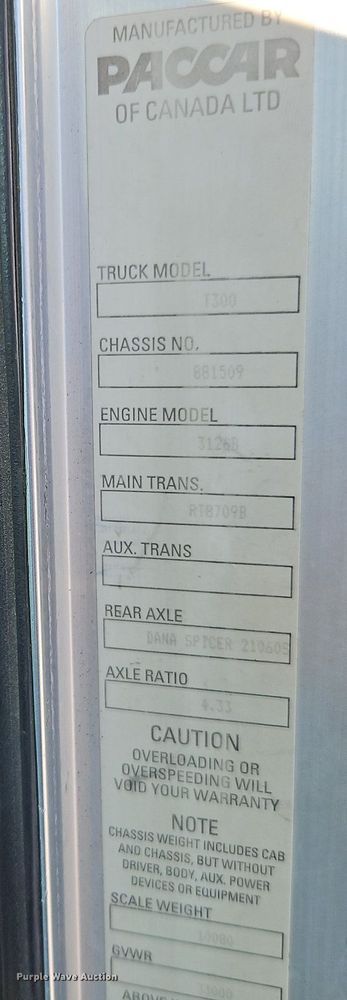 MANUFACTURED BY
PACCAR
OF CANADA LTD
TRUCK MODEL
T300
CHASSIS NO.
881509
ENGINE MODEL
3126B
MAIN TRANS.
RT8709B
AUX. TRANS
REAR AXLE
DANA SPICER 21060S
AXLE RATIO
4.33
CAUTION
OVERLOADING OR
OVERSPEEDING WILL
VOID YOUR WARRANTY
NOTE
CHASSIS WEIGHT INCLUDES CAB
AND CHASSIS, BUT WITHOUT
DRIVER, BODY, AUX. POWER
DEVICES OR EQUIPMENT
SCALE WEIGHT
GVWR
Purple Wave Auction